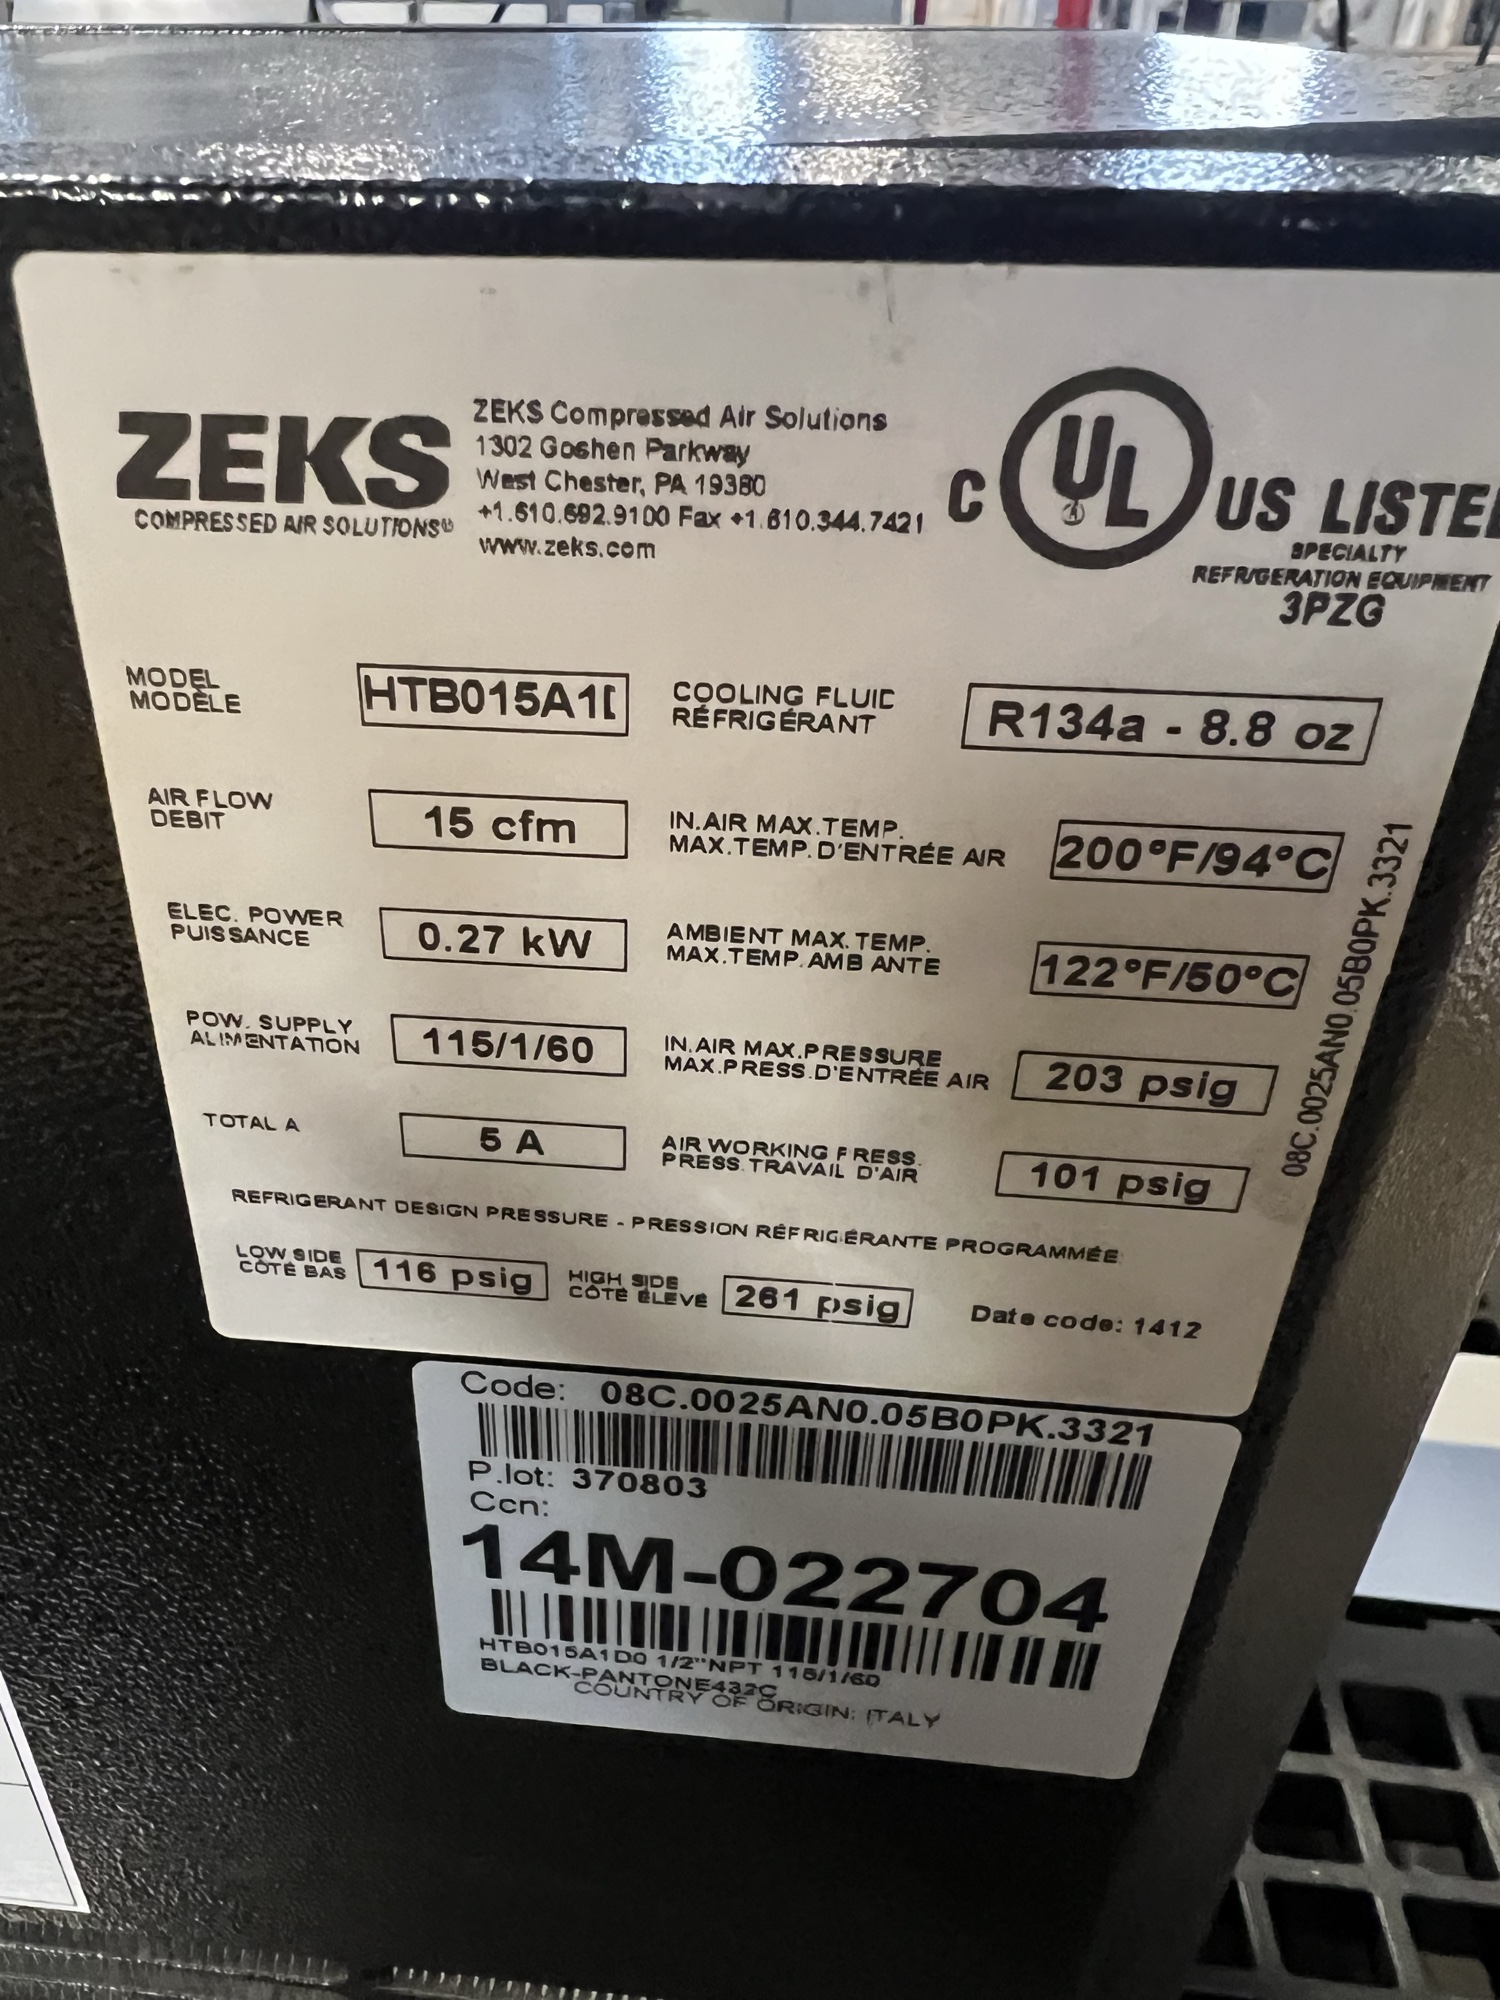 ZEKS
COMPRESSED AIR SOLUTIONS®
ZEKS Compressed Air Solutions
1302 Goshen Parkway
West Chester, PA 19380
+1.610.692.9100 Fax +1.610.344.7421
www.zeks.com
C UL US LISTE
SPECIALTY
REFRIGERATION EQUIPMENT
3PZG
MODEL
MODÈLE
HTB015A1[
COOLING FLUID
RÉFRIGÉRANT
R134a - 8.8 oz
AIR FLOW
DEBIT
15 cfm
IN.AIR MAX.TEMP.
MAX.TEMP.D'ENTRÉE AIR
200°F/94°C
ELEC. POWER
PUISSANCE
0.27 kW
AMBIENT MAX.TEMP.
MAX.TEMP.AMBIANTE
122°F/50°C
POW. SUPPLY
ALIMENTATION
115/1/60
IN.AIR MAX.PRESSURE
MAX.PRESS.D'ENTRÉE AIR
203 psig
TOTAL A
5 A
AIR WORKING PRESS.
PRESS.TRAVAIL D'AIR
101 psig
08C.0025AN0.05B0PK.3321
REFRIGERANT DESIGN PRESSURE - PRESSION RÉFRIGÉRANTE PROGRAMMÉE
LOW SIDE
CÔTÉ BAS
116 psig
HIGH SIDE
CÔTÉ ÉLEVÉ
261 psig
Date code: 1412
Code: 08C.0025AN0.05B0PK.3321
P.lot: 370803
Ccn:
14M-022704
HTB015A1D0 1/2"NPT 115/1/60
BLACK-PANTONE432C
COUNTRY OF ORIGIN: ITALY